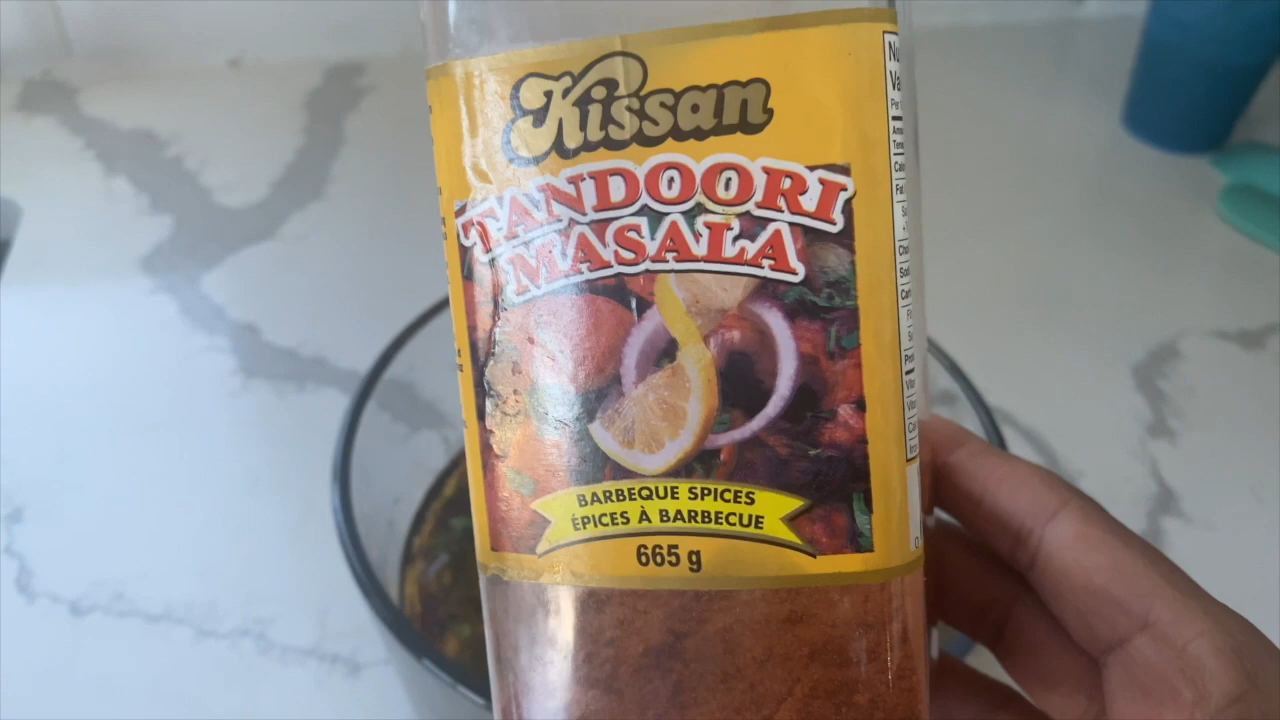 Kissan
TANDOORI
MASALA
BARBEQUE SPICES
ÉPICES À BARBECUE
665 g